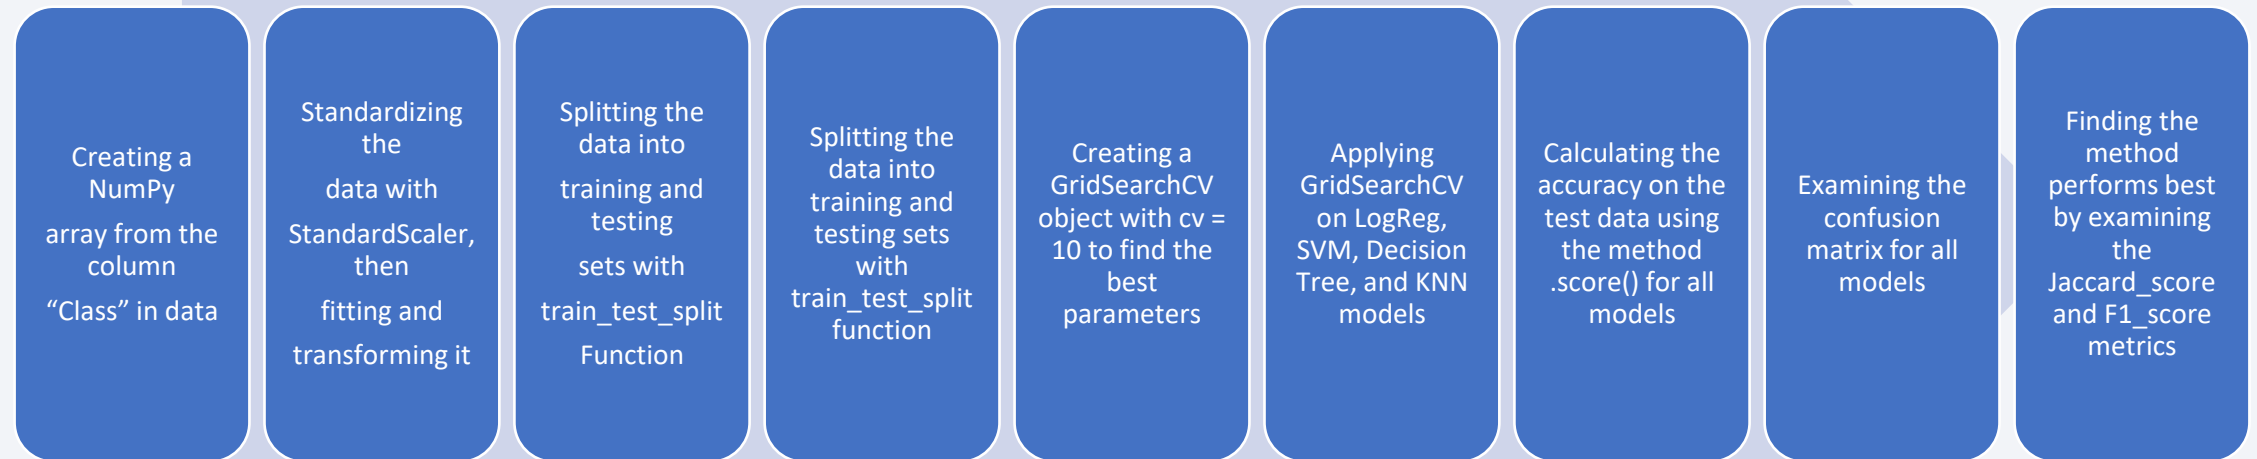 Creating a
NumPy
array from the
column
“Class” in data
Standardizing
the
data with
StandardScaler,
then
fitting and
transforming it
Splitting the
data into
training and
testing
sets with
train_test_split
Function
Splitting the
data into
training and
testing sets
with
train_test_split
function
Creating a
GridSearchCV
object with cv =
10 to find the
best
parameters
Applying
GridSearchCV
on LogReg,
SVM, Decision
Tree, and KNN
models
Calculating the
accuracy on the
test data using
the method
.score() for all
models
Examining the
confusion
matrix for all
models
Finding the
method
performs best
by examining
the
Jaccard_score
and F1_score
metrics